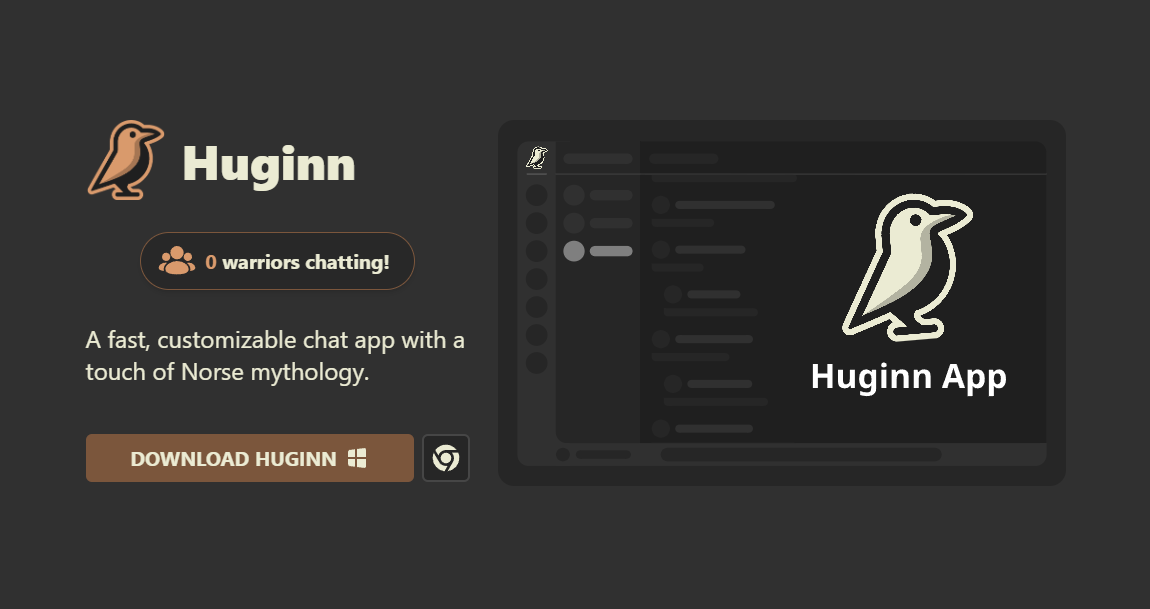 Huginn
0 warriors chatting!
A fast, customizable chat app with a
touch of Norse mythology.
DOWNLOAD HUGINN
Huginn App